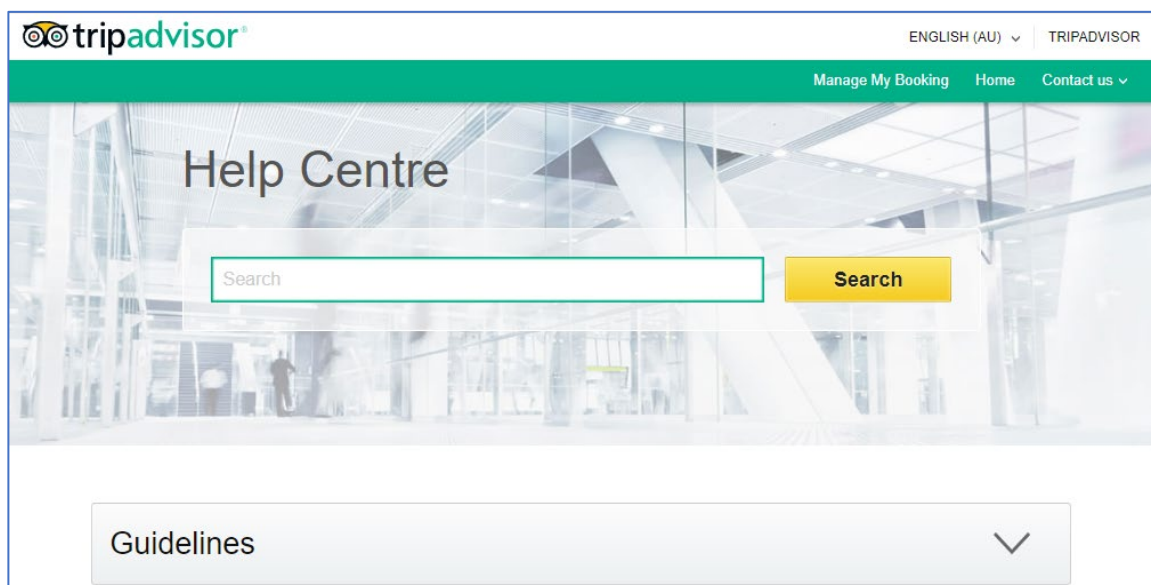 tripadvisor®
ENGLISH (AU) TRIPADVISOR
Manage My Booking Home Contact us
Help Centre
Search Search
Guidelines